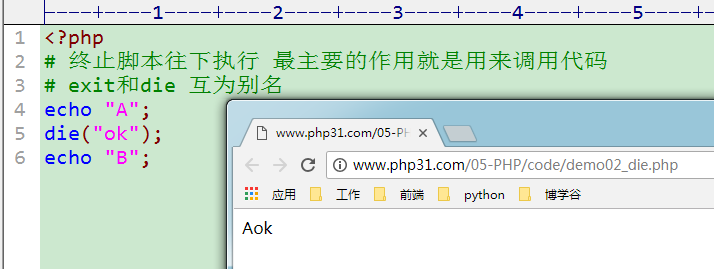 ----+----1----+----2----+----3----+----4----+----5----+--
1 <?php
2 # 终止脚本往下执行 最主要的作用就是用来调用代码
3 # exit和die 互为别名
4 echo "A";
5 die("ok");
6 echo "B";
www.php31.com/05-PH
www.php31.com/05-PHP/code/demo02_die.php
应用 工作 前端 python 博学谷
Aok